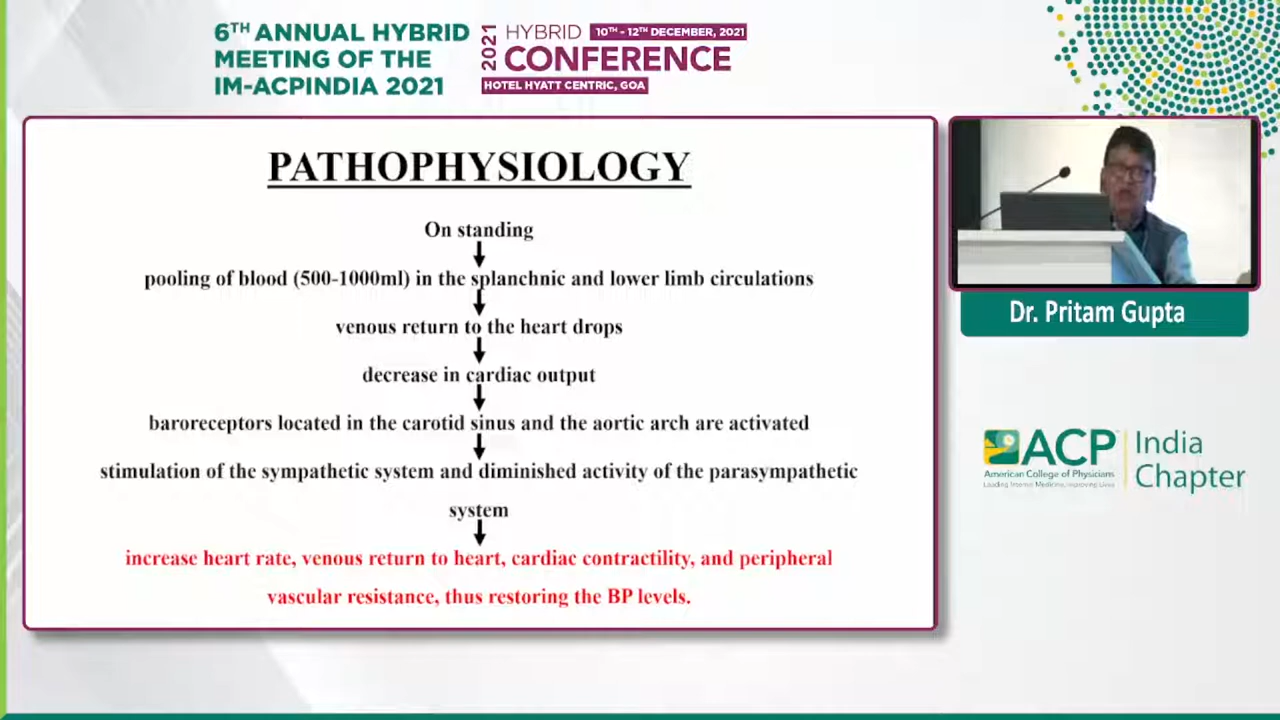 6TH ANNUAL HYBRID
MEETING OF THE
IM-ACPINDIA 2021
2021
HYBRID
10TH - 12TH DECEMBER, 2021
CONFERENCE
HOTEL HYATT CENTRIC, GOA
PATHOPHYSIOLOGY
On standing
pooling of blood (500-1000ml) in the splanchnic and lower limb circulations
venous return to the heart drops
decrease in cardiac output
baroreceptors located in the carotid sinus and the aortic arch are activated
stimulation of the sympathetic system and diminished activity of the parasympathetic
system
increase heart rate, venous return to heart, cardiac contractility, and peripheral
vascular resistance, thus restoring the BP levels.
Dr. Pritam Gupta
ACP
American College of Physicians
Leading Internal Medicine, Improving Lives
India
Chapter